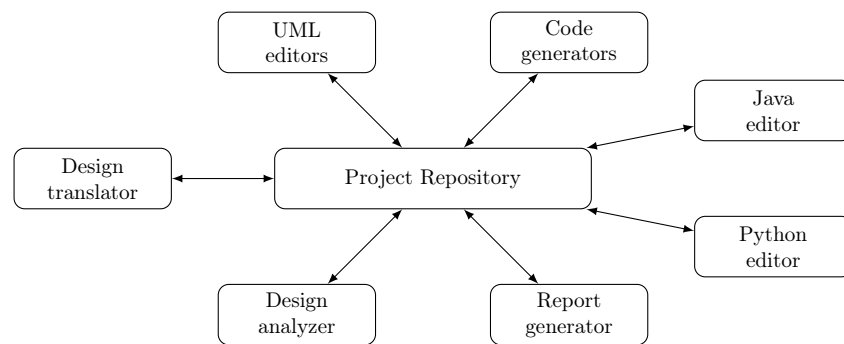 UML
editors
Code
generators
Java
editor
Design
translator
Project Repository
Python
editor
Design
analyzer
Report
generator